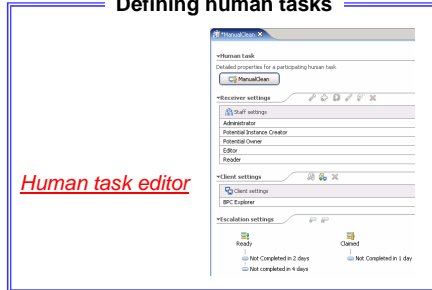 Defining human tasks
*ManualClean
Human task
Detailed properties for a participating human task
ManualClean
Receiver settings
Staff settings
Administrator
Potential Instance Creator
Potential Owner
Editor
Reader
Human task editor
Client settings
Client settings
BPC Explorer
Escalation settings
Ready
Claimed
Not Completed in 2 days
Not Completed in 1 day
Not completed in 4 days